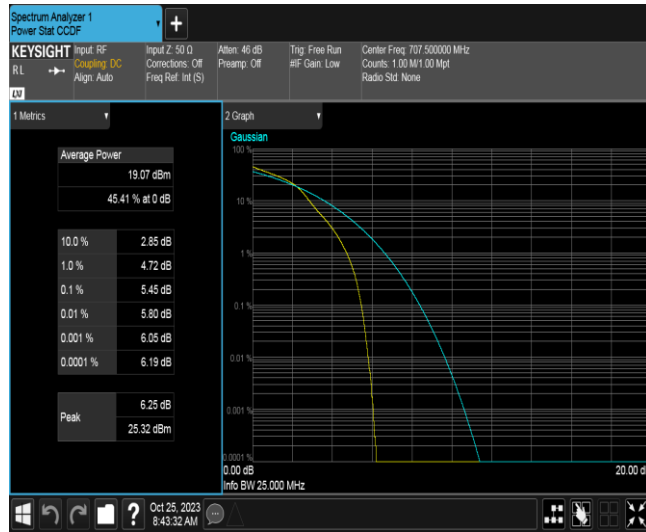 Spectrum Analyzer 1
Power Stat CCDF
+
KEYSIGHT
RL
LXI
Input: RF
Coupling: DC
Align: Auto
Input Z: 50 Ω
Corrections: Off
Freq Ref: Int (S)
Atten: 46 dB
Preamp: Off
Trig: Free Run
#IF Gain: Low
Center Freq: 707.500000 MHz
Counts: 1.00 M/1.00 Mpt
Radio Std: None
1 Metrics
Average Power
19.07 dBm
45.41 % at 0 dB
10.0 % 2.85 dB
1.0 % 4.72 dB
0.1 % 5.45 dB
0.01 % 5.80 dB
0.001 % 6.05 dB
0.0001 % 6.19 dB
Peak
6.25 dB
25.32 dBm
2 Graph
Gaussian
100 %
10 %
1 %
0.1 %
0.01 %
0.001 %
0.0001 %
0.00 dB
20.00 d
Info BW 25.000 MHz
?
Oct 25, 2023
8:43:32 AM